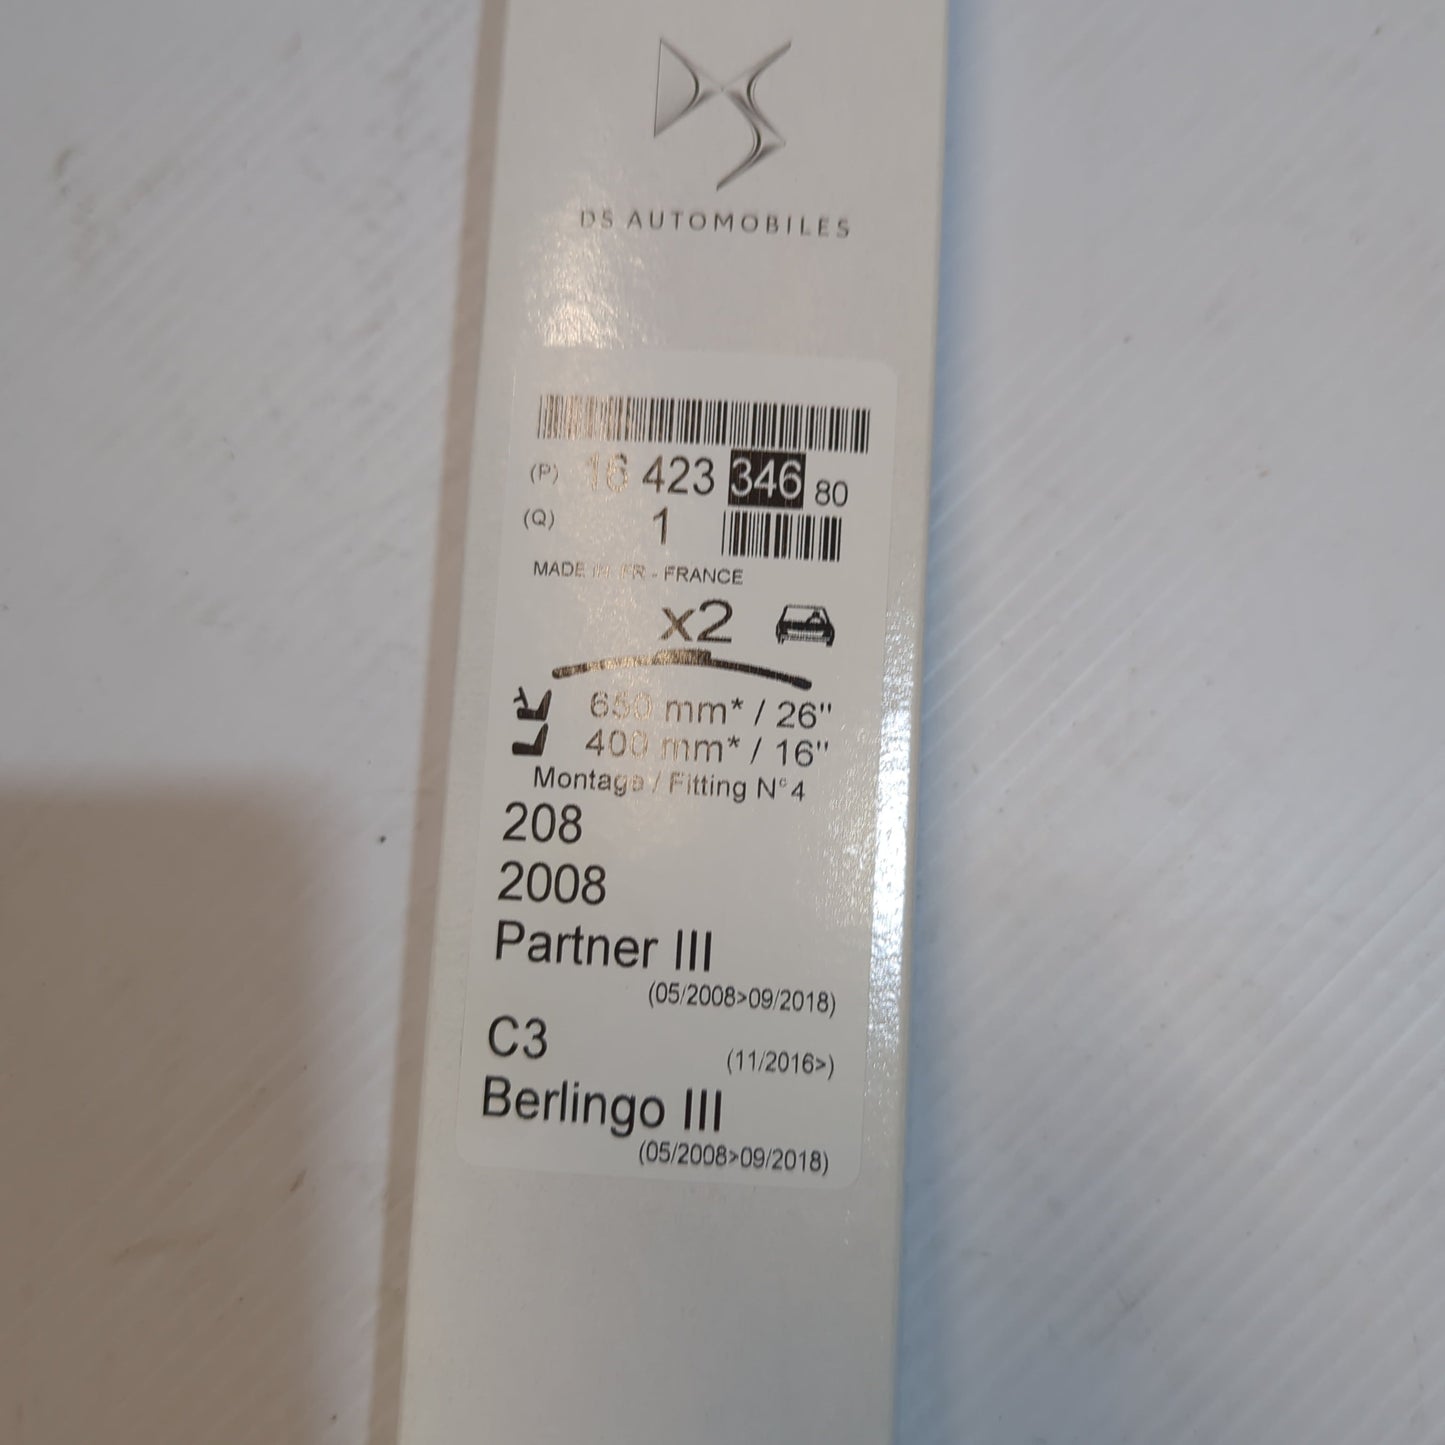 DS AUTOMOBILES
(P) 16 423 346 80
(Q) 1
MADE IN FR - FRANCE
x2
650 mm* / 26"
400 mm* / 16"
Montage / Fitting N°4
208
2008
Partner III
(05/2008>09/2018)
C3
(11/2016>)
Berlingo III
(05/2008>09/2018)